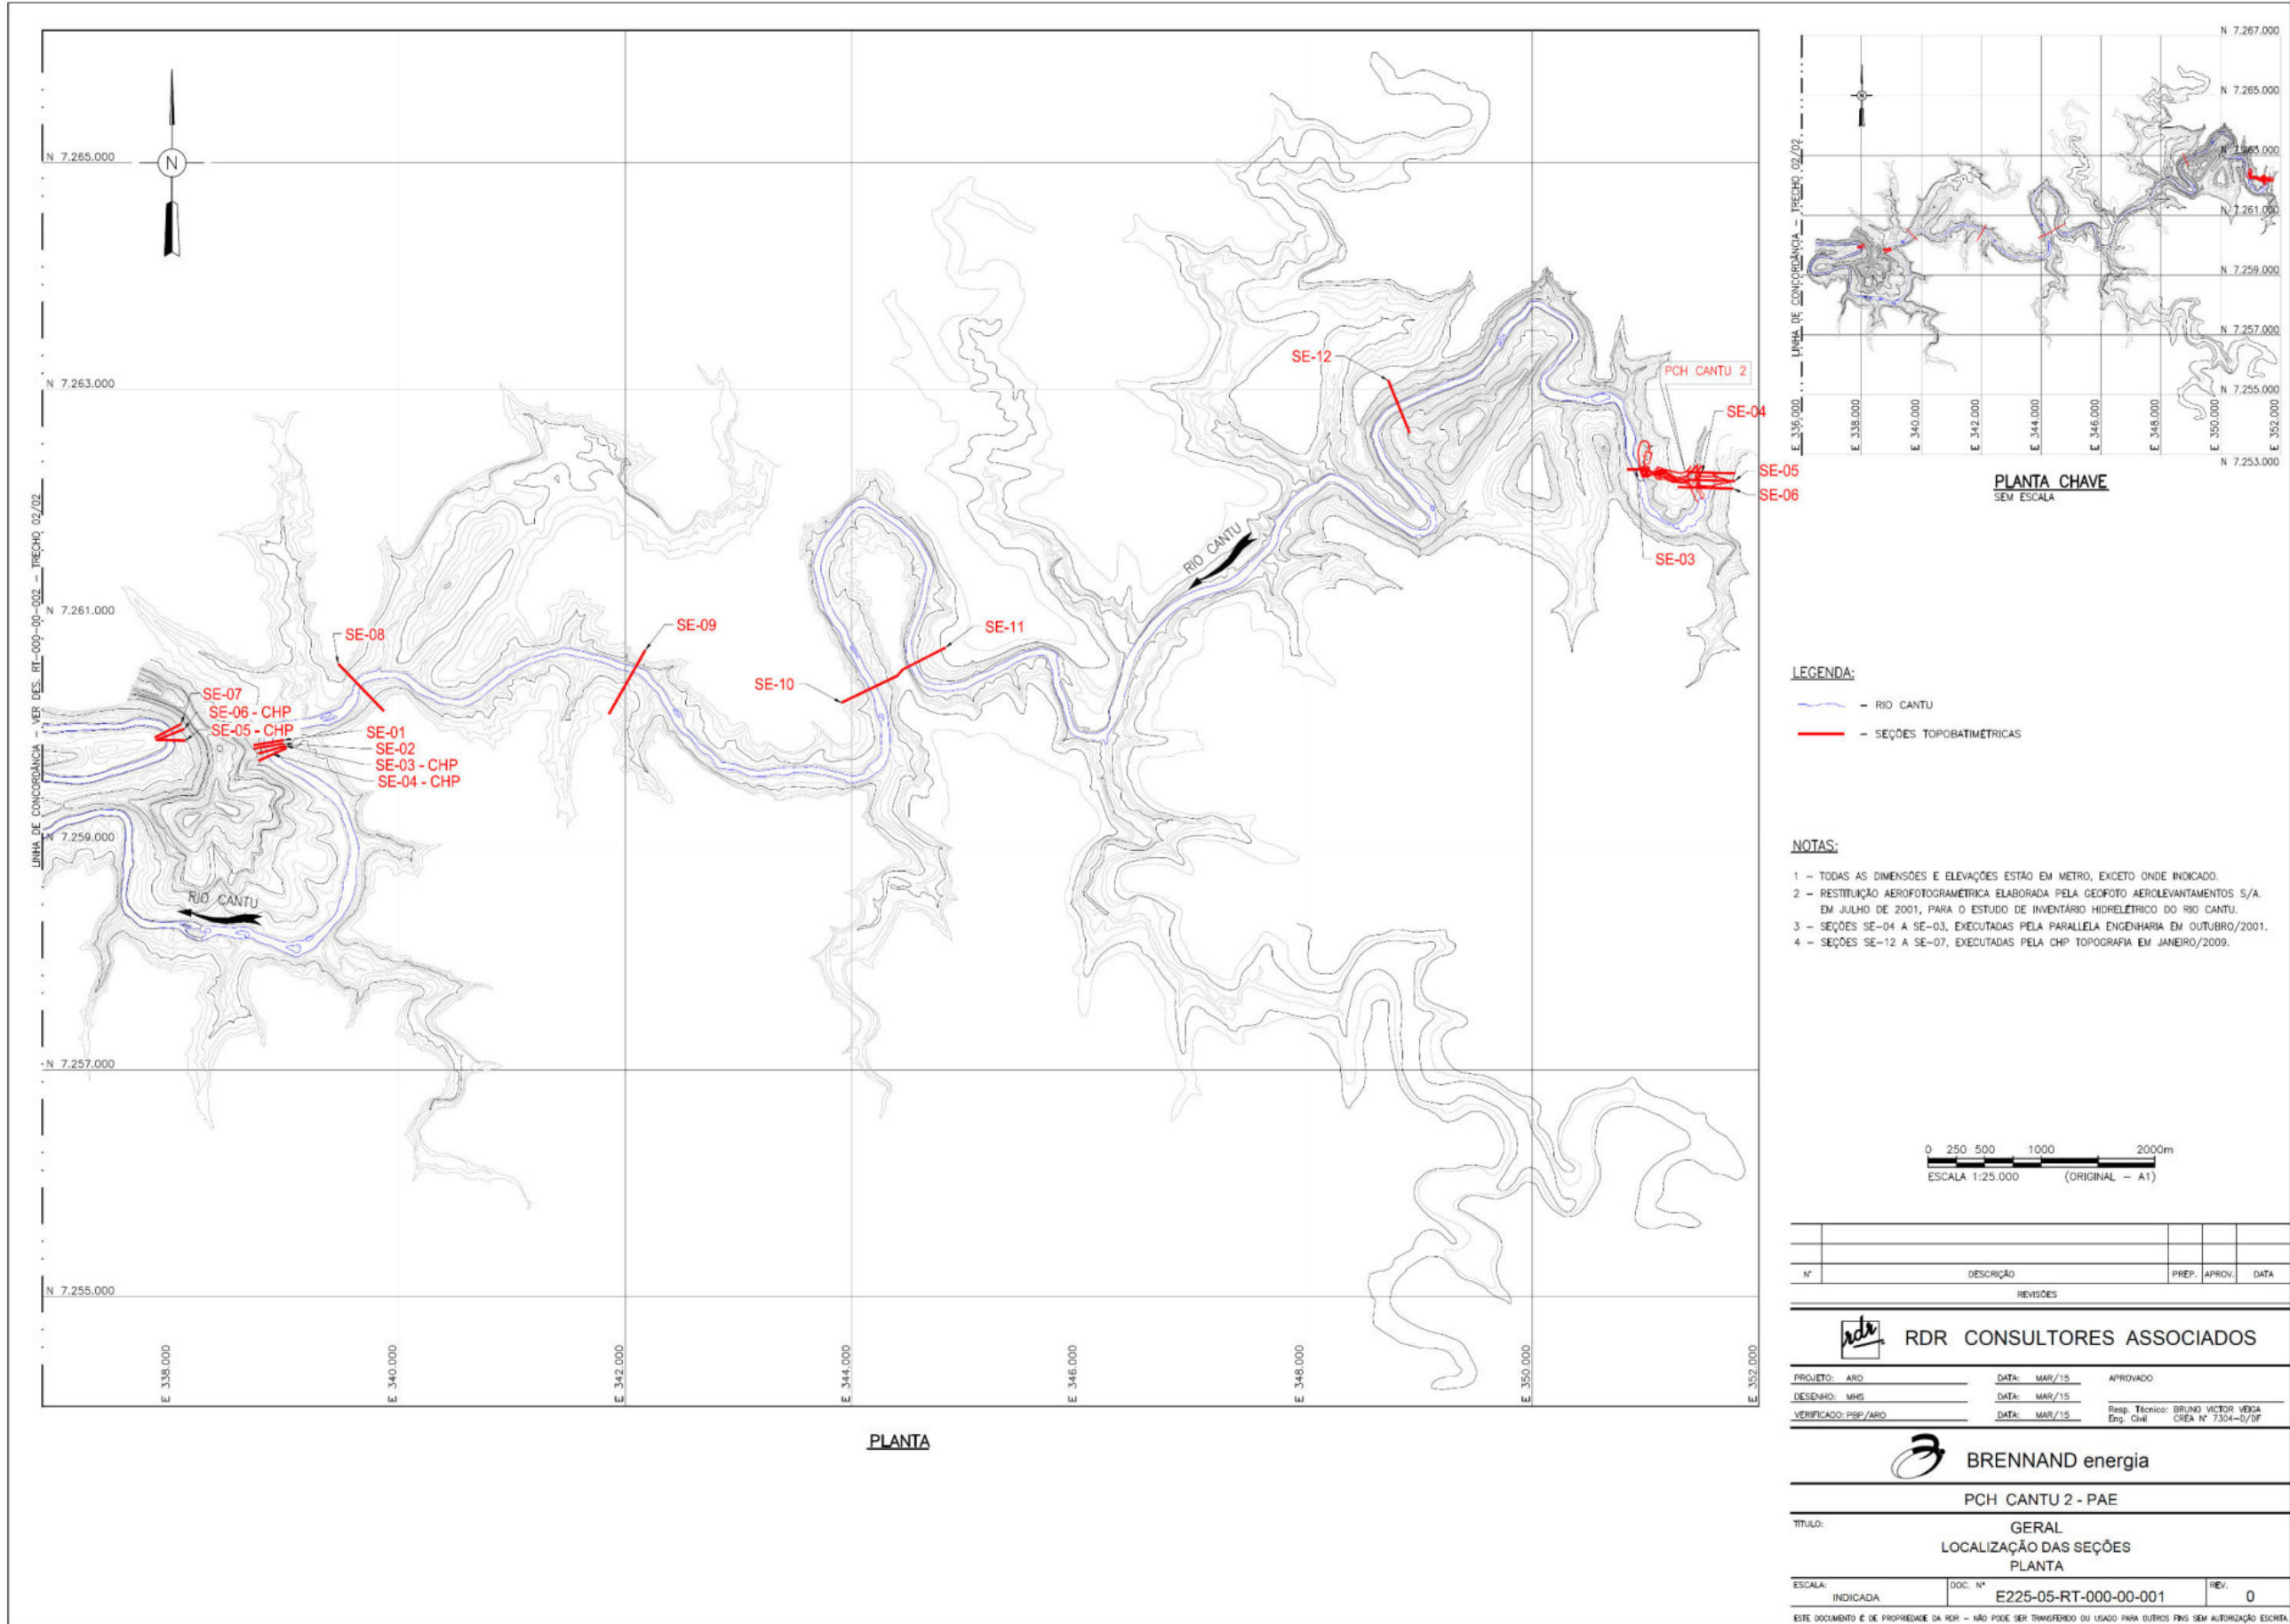 N 7.265.000
N 7.263.000
N 7.261.000
N 7.259.000
N 7.257.000
N 7.255.000
LINHA DE CONCORDÂNCIA - VER DES. RT-000-00-002 - TRECHO 02/02
N
SE-12
PCH CANTU 2
SE-04
SE-05
SE-06
SE-03
RIO CANTU
SE-08
SE-09
SE-11
SE-10
SE-07
SE-06 - CHP
SE-05 - CHP
SE-01
SE-02
SE-03 - CHP
SE-04 - CHP
RIO CANTU
E 338.000
E 340.000
E 342.000
E 344.000
E 346.000
E 348.000
E 350.000
E 352.000
PLANTA
N 7.267.000
N 7.265.000
N 7.263.000
N 7.261.000
N 7.259.000
N 7.257.000
N 7.255.000
N 7.253.000
LINHA DE CONCORDÂNCIA - TRECHO 02/02
N
E 336.000
E 338.000
E 340.000
E 342.000
E 344.000
E 346.000
E 348.000
E 350.000
E 352.000
PLANTA CHAVE
SEM ESCALA
LEGENDA:
- RIO CANTU
- SEÇÕES TOPOBATIMÉTRICAS
NOTAS:
1 - TODAS AS DIMENSÕES E ELEVAÇÕES ESTÃO EM METRO, EXCETO ONDE INDICADO.
2 - RESTITUIÇÃO AEROFOTOGRAMÉTRICA ELABORADA PELA GEOFOTO AEROLEVANTAMENTOS S/A.
EM JULHO DE 2001, PARA O ESTUDO DE INVENTÁRIO HIDRELÉTRICO DO RIO CANTU.
3 - SEÇÕES SE-04 A SE-03, EXECUTADAS PELA PARALLELA ENGENHARIA EM OUTUBRO/2001.
4 - SEÇÕES SE-12 A SE-07, EXECUTADAS PELA CHP TOPOGRAFIA EM JANEIRO/2009.
0 250 500 1000 2000m
ESCALA 1:25.000 (ORIGINAL - A1)
N° DESCRIÇÃO PREP. APROV. DATA
REVISÕES
rdr RDR CONSULTORES ASSOCIADOS
PROJETO: ARO DATA: MAR/15 APROVADO
DESENHO: MHS DATA: MAR/15
VERIFICADO: PBP/ARO DATA: MAR/15 Resp. Técnico: BRUNO VICTOR VEIGA
Eng. Civil CREA N° 7304-D/DF
BRENNAND energia
PCH CANTU 2 - PAE
TÍTULO: GERAL
LOCALIZAÇÃO DAS SEÇÕES
PLANTA
ESCALA: DOC. N° REV.
INDICADA E225-05-RT-000-00-001 0
ESTE DOCUMENTO É DE PROPRIEDADE DA RDR - NÃO PODE SER TRANSFERIDO OU USADO PARA OUTROS FINS SEM AUTORIZAÇÃO ESCRITA.